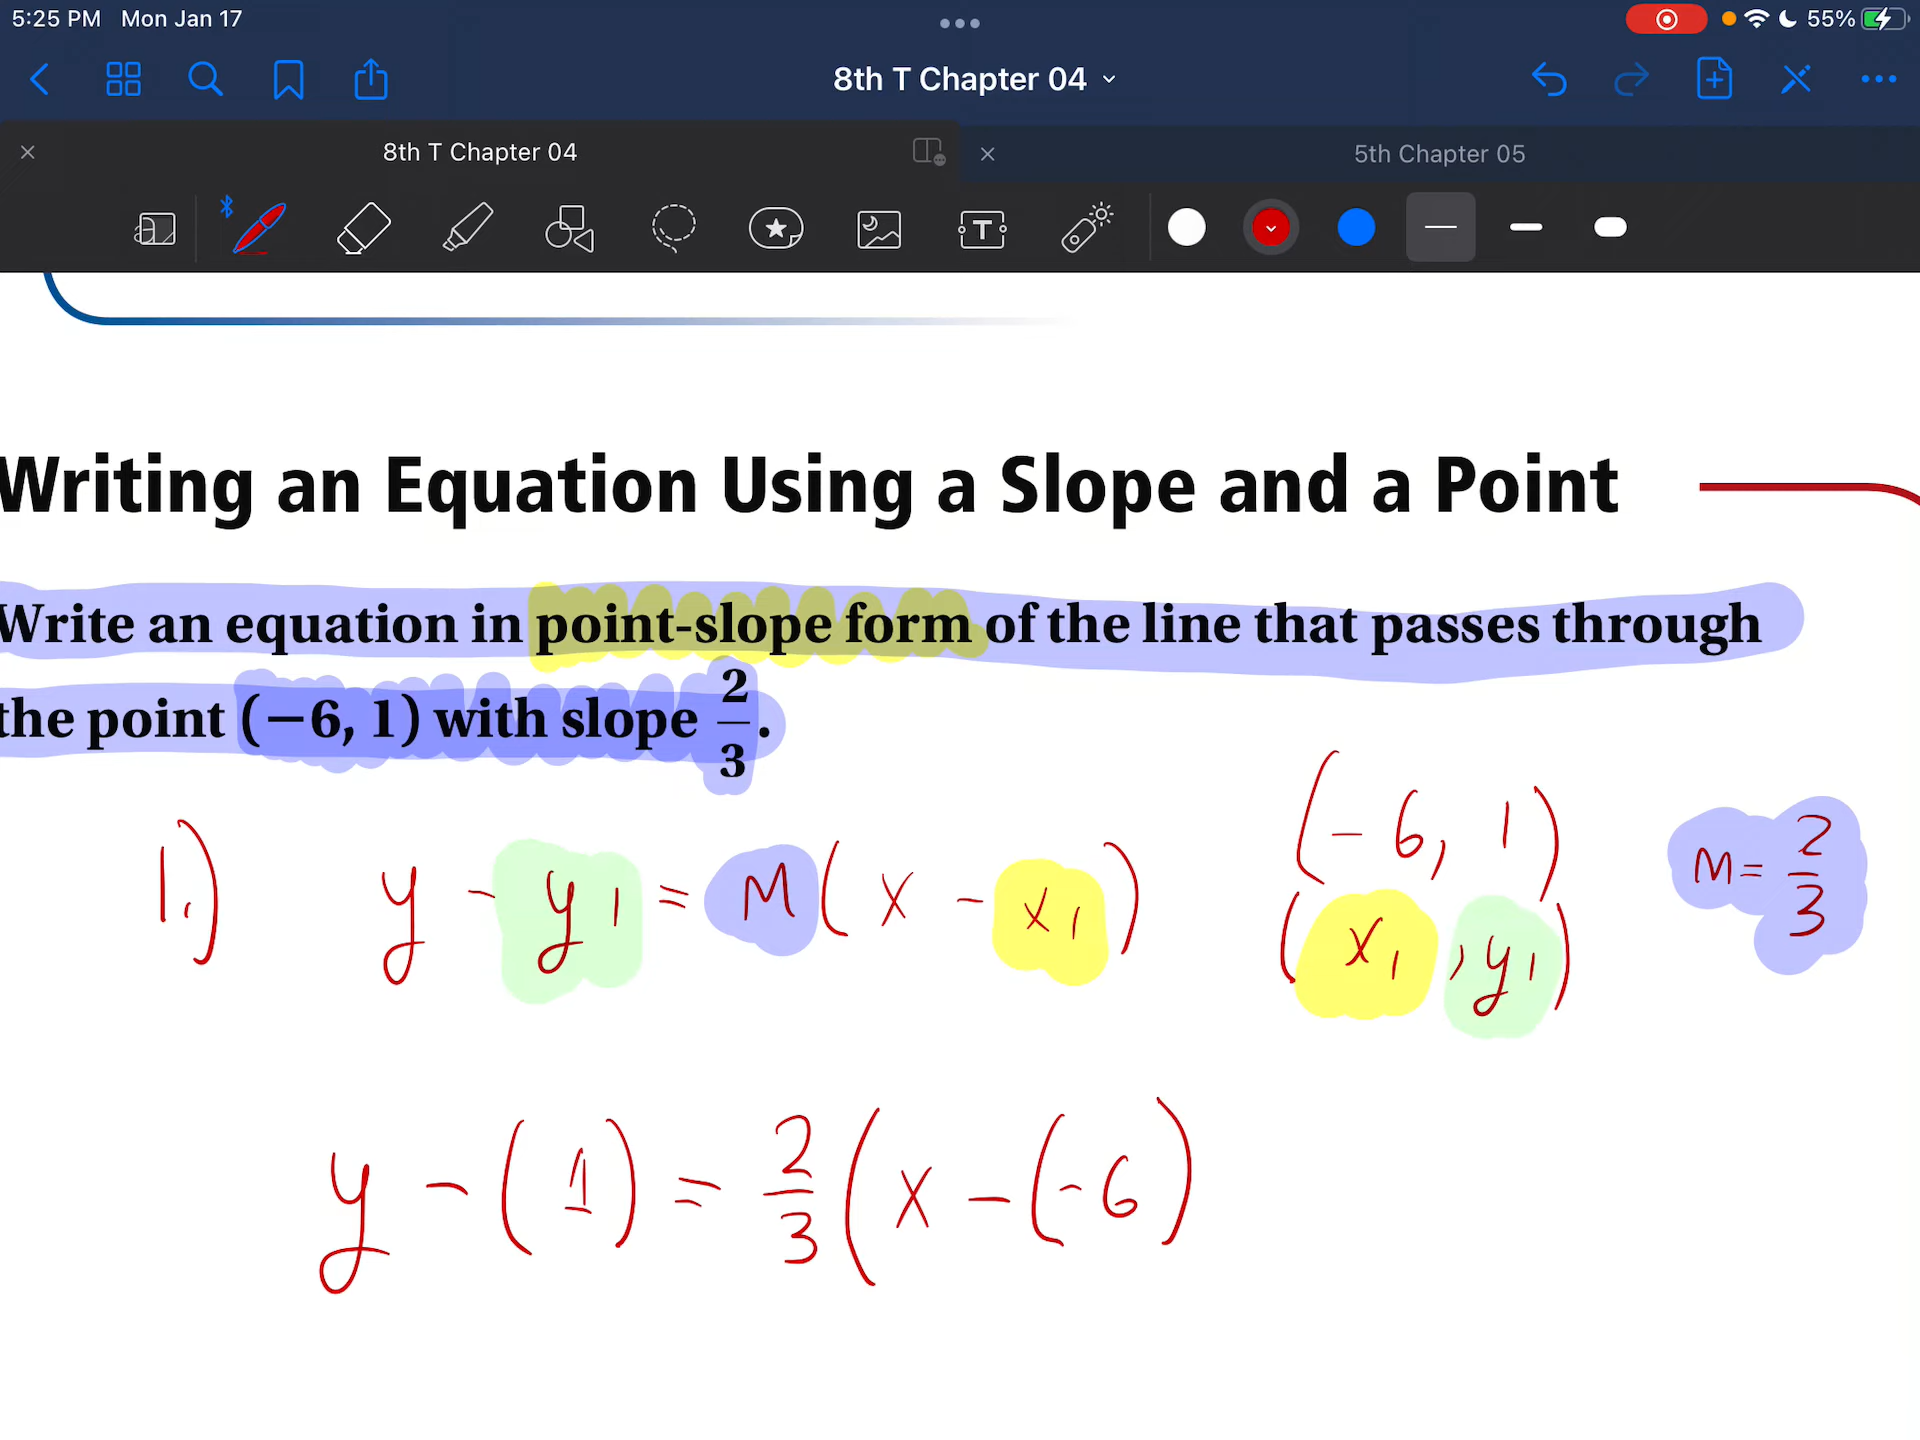 5:25 PM Mon Jan 17
55%
8th T Chapter 04
8th T Chapter 04
5th Chapter 05
Writing an Equation Using a Slope and a Point
Write an equation in point-slope form of the line that passes through
the point (−6, 1) with slope 2/3.
(-6, 1)
1.) y - y1 = M(x - x1)
(x1, y1)
M = 2/3
y - (1) = 2/3 (x - (-6)